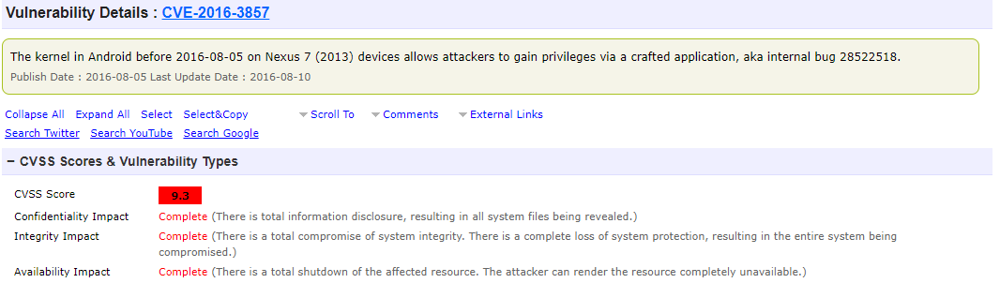 Vulnerability Details : CVE-2016-3857
The kernel in Android before 2016-08-05 on Nexus 7 (2013) devices allows attackers to gain privileges via a crafted application, aka internal bug 28522518.
Publish Date : 2016-08-05 Last Update Date : 2016-08-10
Collapse All Expand All Select Select&Copy Scroll To Comments External Links
Search Twitter Search YouTube Search Google
− CVSS Scores & Vulnerability Types
CVSS Score 9.3
Confidentiality Impact Complete (There is total information disclosure, resulting in all system files being revealed.)
Integrity Impact Complete (There is a total compromise of system integrity. There is a complete loss of system protection, resulting in the entire system being
compromised.)
Availability Impact Complete (There is a total shutdown of the affected resource. The attacker can render the resource completely unavailable.)